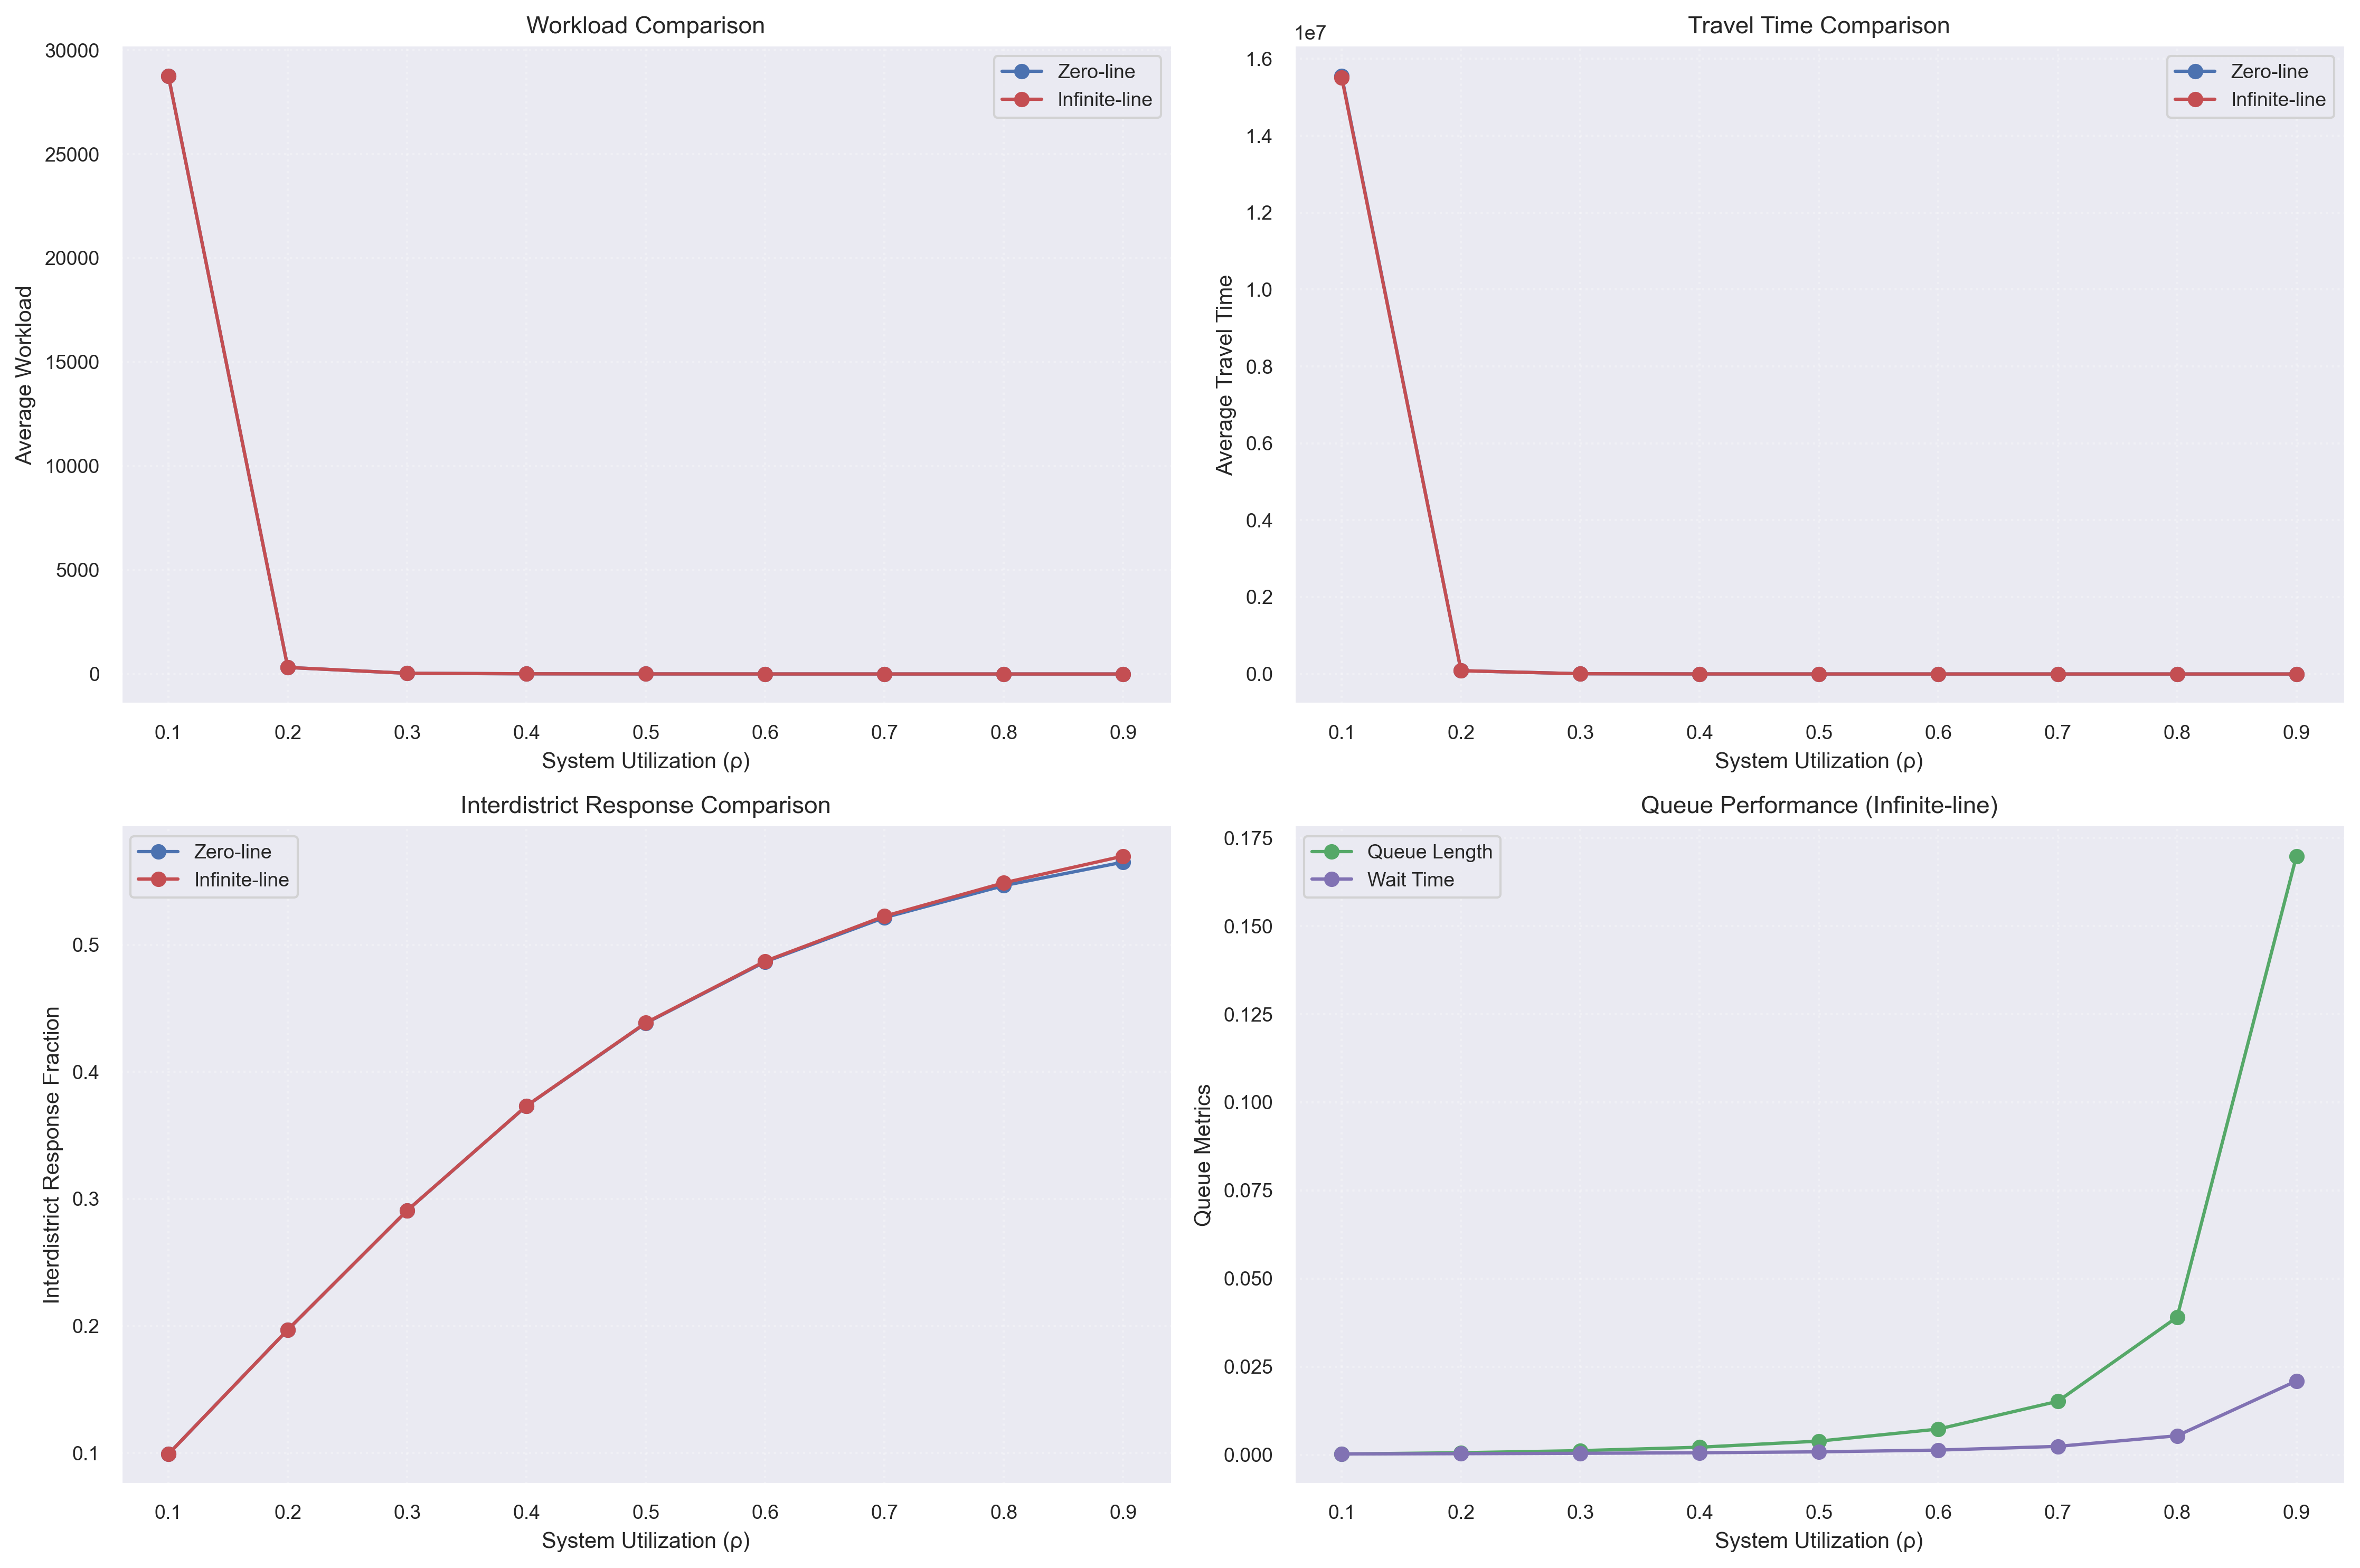 Workload Comparison
30000
25000
20000
15000
10000
5000
0
Average Workload
Zero-line
Infinite-line
0.1 0.2 0.3 0.4 0.5 0.6 0.7 0.8 0.9
System Utilization (ρ)
Travel Time Comparison
1e7
1.6
1.4
1.2
1.0
0.8
0.6
0.4
0.2
0.0
Average Travel Time
Zero-line
Infinite-line
0.1 0.2 0.3 0.4 0.5 0.6 0.7 0.8 0.9
System Utilization (ρ)
Interdistrict Response Comparison
Zero-line
Infinite-line
0.5
0.4
0.3
0.2
0.1
Interdistrict Response Fraction
0.1 0.2 0.3 0.4 0.5 0.6 0.7 0.8 0.9
System Utilization (ρ)
Queue Performance (Infinite-line)
Queue Length
Wait Time
0.175
0.150
0.125
0.100
0.075
0.050
0.025
0.000
Queue Metrics
0.1 0.2 0.3 0.4 0.5 0.6 0.7 0.8 0.9
System Utilization (ρ)